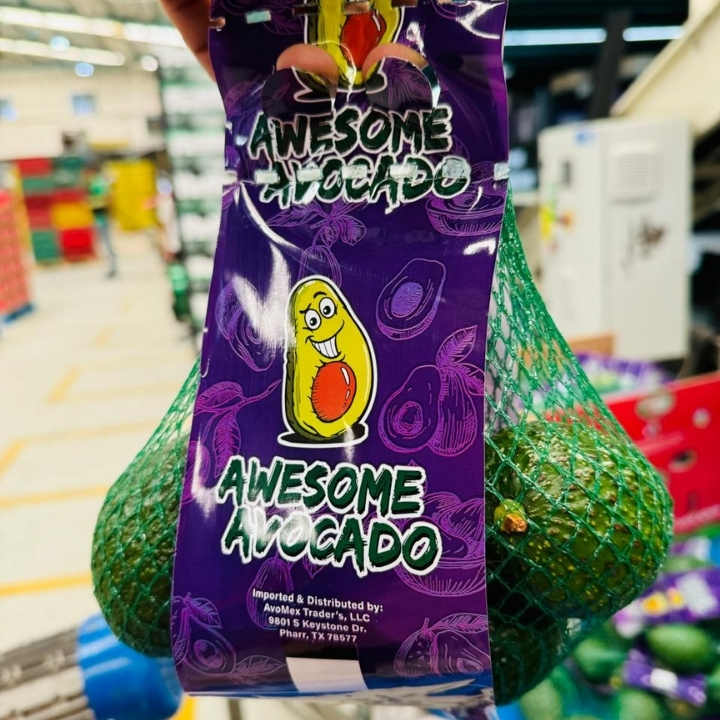 AWESOME
AVOCADO
AWESOME
AVOCADO
Imported & Distributed by:
AvoMex Trader's, LLC
9801 S Keystone Dr.
Pharr, TX 78577